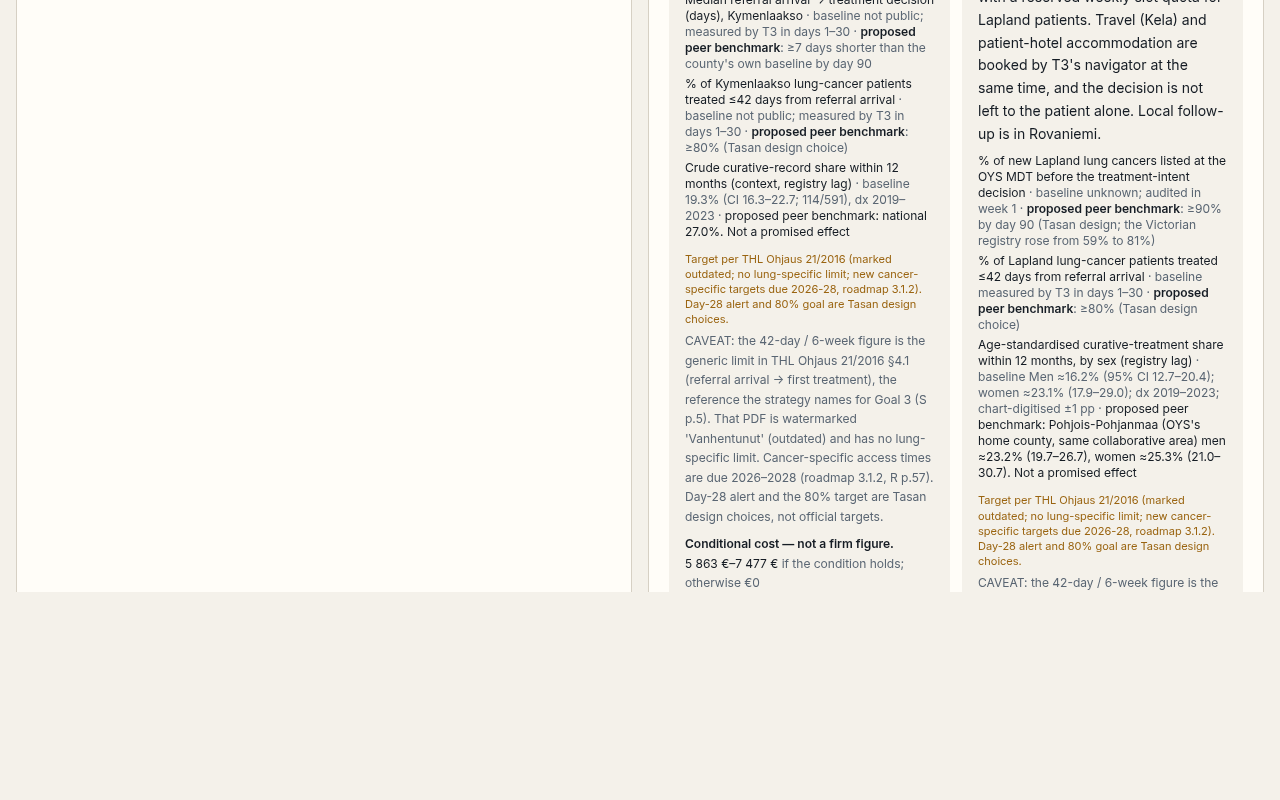 Median referral arrival → treatment decision
(days), Kymenlaakso · baseline not public;
measured by T3 in days 1–30 · proposed
peer benchmark: ≥7 days shorter than the
county's own baseline by day 90
% of Kymenlaakso lung-cancer patients
treated ≤42 days from referral arrival ·
baseline not public; measured by T3 in
days 1–30 · proposed peer benchmark:
≥80% (Tasan design choice)
Crude curative-record share within 12
months (context, registry lag) · baseline
19.3% (CI 16.3–22.7; 114/591), dx 2019–
2023 · proposed peer benchmark: national
27.0%. Not a promised effect
Target per THL Ohjaus 21/2016 (marked
outdated; no lung-specific limit; new cancer-
specific targets due 2026-28, roadmap 3.1.2).
Day-28 alert and 80% goal are Tasan design
choices.
CAVEAT: the 42-day / 6-week figure is the
generic limit in THL Ohjaus 21/2016 §4.1
(referral arrival → first treatment), the
reference the strategy names for Goal 3 (S
p.5). That PDF is watermarked
'Vanhentunut' (outdated) and has no lung-
specific limit. Cancer-specific access times
are due 2026–2028 (roadmap 3.1.2, R p.57).
Day-28 alert and the 80% target are Tasan
design choices, not official targets.
Conditional cost — not a firm figure.
5 863 €–7 477 € if the condition holds;
otherwise €0
with a reserved weekly slot quota for
Lapland patients. Travel (Kela) and
patient-hotel accommodation are
booked by T3's navigator at the
same time, and the decision is not
left to the patient alone. Local follow-
up is in Rovaniemi.
% of new Lapland lung cancers listed at the
OYS MDT before the treatment-intent
decision · baseline unknown; audited in
week 1 · proposed peer benchmark: ≥90%
by day 90 (Tasan design; the Victorian
registry rose from 59% to 81%)
% of Lapland lung-cancer patients treated
≤42 days from referral arrival · baseline
measured by T3 in days 1–30 · proposed
peer benchmark: ≥80% (Tasan design
choice)
Age-standardised curative-treatment share
within 12 months, by sex (registry lag) ·
baseline Men ≈16.2% (95% CI 12.7–20.4);
women ≈23.1% (17.9–29.0); dx 2019–2023;
chart-digitised ±1 pp · proposed peer
benchmark: Pohjois-Pohjanmaa (OYS's
home county, same collaborative area) men
≈23.2% (19.7–26.7), women ≈25.3% (21.0–
30.7). Not a promised effect
Target per THL Ohjaus 21/2016 (marked
outdated; no lung-specific limit; new cancer-
specific targets due 2026-28, roadmap 3.1.2).
Day-28 alert and 80% goal are Tasan design
choices.
CAVEAT: the 42-day / 6-week figure is the